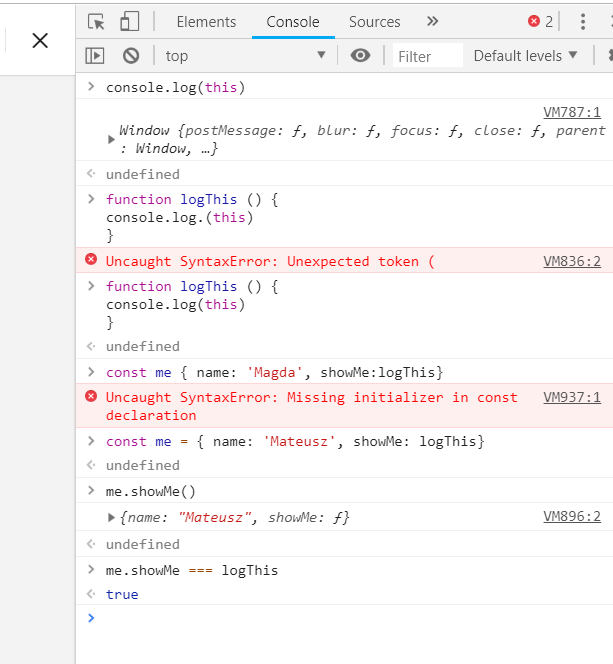 Elements Console Sources » 2
top Filter Default levels
> console.log(this)
VM787:1
Window {postMessage: ƒ, blur: ƒ, focus: ƒ, close: ƒ, parent
: Window, …}
undefined
> function logThis () {
console.log.(this)
}
Uncaught SyntaxError: Unexpected token ( VM836:2
> function logThis () {
console.log(this)
}
undefined
> const me { name: 'Magda', showMe:logThis}
Uncaught SyntaxError: Missing initializer in const VM937:1
declaration
> const me = { name: 'Mateusz', showMe: logThis}
undefined
> me.showMe()
{name: "Mateusz", showMe: ƒ} VM896:2
undefined
> me.showMe === logThis
true
>